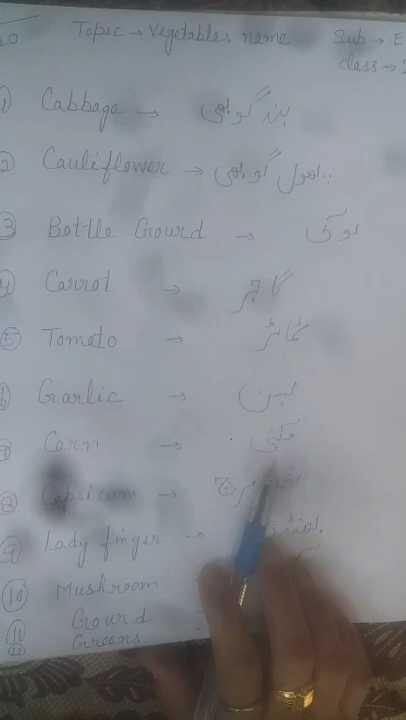 Topic → Vegetables name Sub → E
class →
① Cabbage → بند گوبھی
② Cauliflower → پھول گوبھی
③ Bottle Gourd → لوکی
④ Carrot → گاجر
⑤ Tomato → ٹماٹر
⑥ Garlic → لہسن
⑦ Corn → مکئی
⑧ Capsicum → مرچ
⑨ Lady finger → بھنڈی
⑩ Mushroom
⑪ Gourd
⑫ Greens